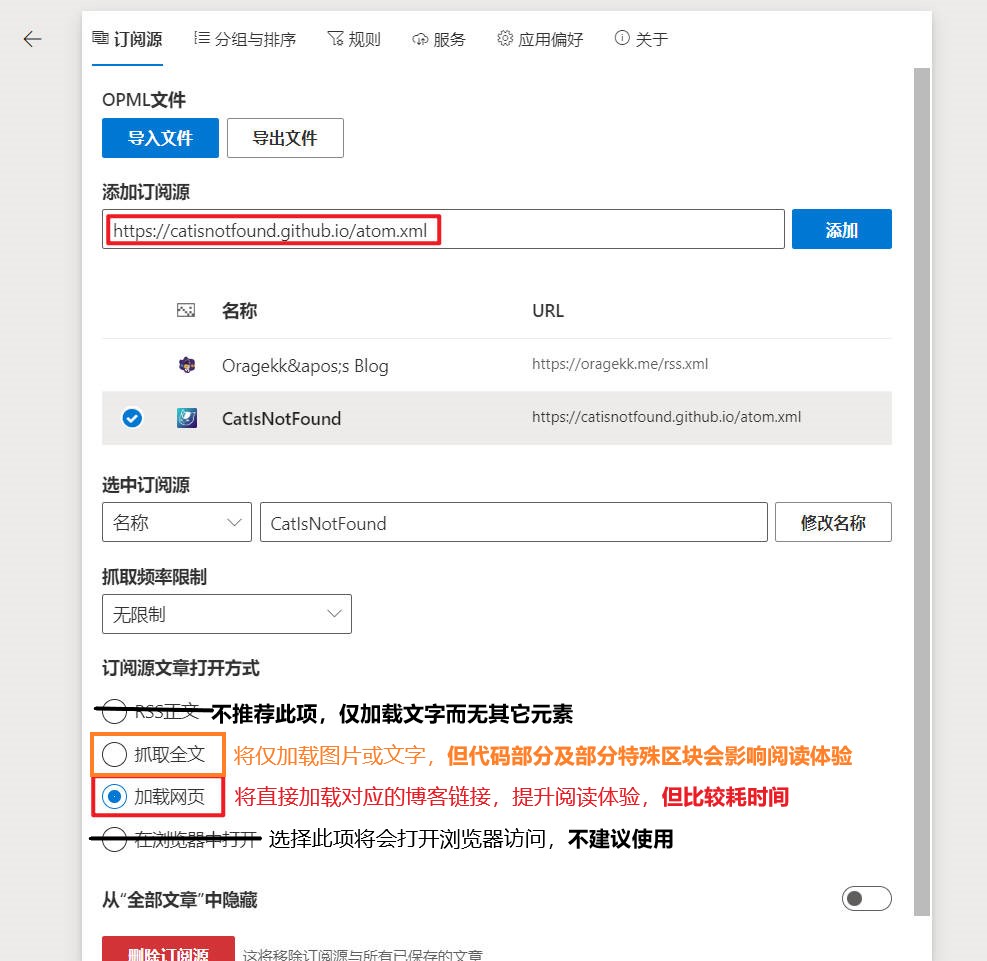 订阅源 分组与排序 规则 服务 应用偏好 关于
OPML文件
导入文件 导出文件
添加订阅源
https://catisnotfound.github.io/atom.xml 添加
名称 URL
Oragekk&apos;s Blog https://oragekk.me/rss.xml
CatIsNotFound https://catisnotfound.github.io/atom.xml
选中订阅源
名称 CatIsNotFound 修改名称
抓取频率限制
无限制
订阅源文章打开方式
RSS正文 不推荐此项，仅加载文字而无其它元素
抓取全文 将仅加载图片或文字，但代码部分及部分特殊区块会影响阅读体验
加载网页 将直接加载对应的博客链接，提升阅读体验，但比较耗时间
在浏览器中打开 选择此项将会打开浏览器访问，不建议使用
从“全部文章”中隐藏
删除订阅源 这将移除订阅源与所有已保存的文章